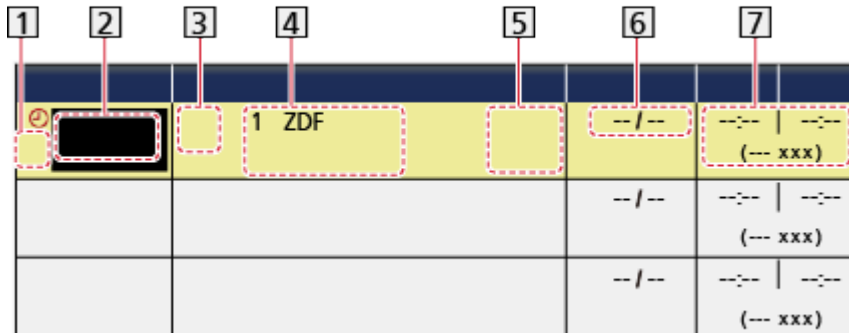 1 2 3 4 5 6 7
1 ZDF --/-- --:-- | --:--
(--- xxx)
--/-- --:-- | --:--
(--- xxx)
--/-- --:-- | --:--
(--- xxx)